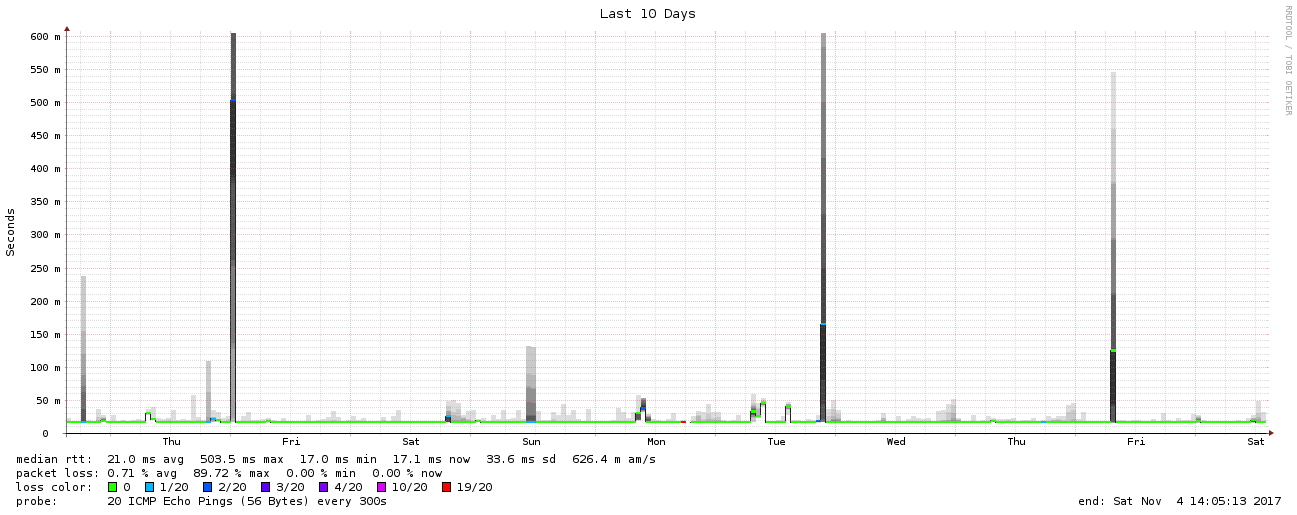 Last 10 Days
RRDTOOL / TOBI OETIKER
Seconds
600 m
550 m
500 m
450 m
400 m
350 m
300 m
250 m
200 m
150 m
100 m
50 m
0
Thu Fri Sat Sun Mon Tue Wed Thu Fri Sat
median rtt: 21.0 ms avg 503.5 ms max 17.0 ms min 17.1 ms now 33.6 ms sd 626.4 m am/s
packet loss: 0.71 % avg 89.72 % max 0.00 % min 0.00 % now
loss color: 0 1/20 2/20 3/20 4/20 10/20 19/20
probe: 20 ICMP Echo Pings (56 Bytes) every 300s end: Sat Nov 4 14:05:13 2017